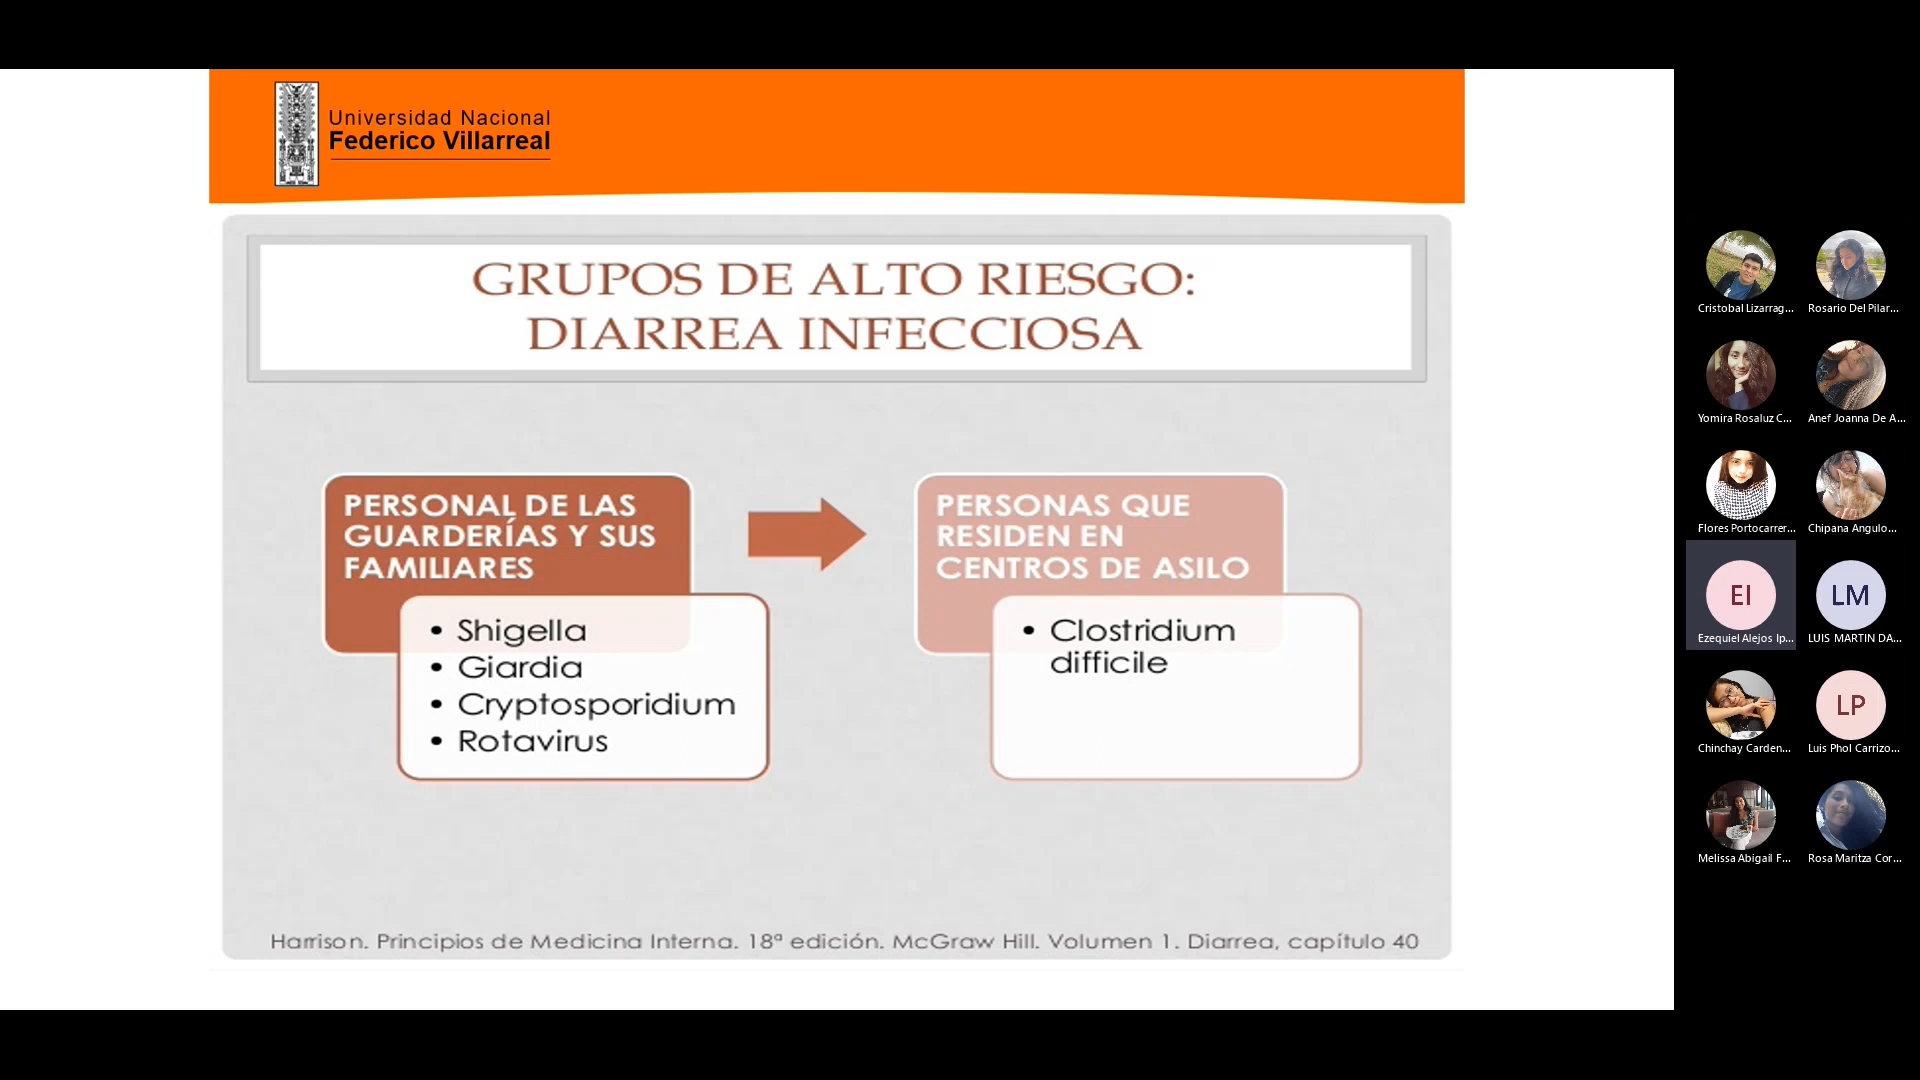 Universidad Nacional
Federico Villarreal
GRUPOS DE ALTO RIESGO:
DIARREA INFECCIOSA
PERSONAL DE LAS
GUARDERÍAS Y SUS
FAMILIARES
• Shigella
• Giardia
• Cryptosporidium
• Rotavirus
PERSONAS QUE
RESIDEN EN
CENTROS DE ASILO
• Clostridium
difficile
Harrison. Principios de Medicina Interna. 18ª edición. McGraw Hill. Volumen 1. Diarrea, capítulo 40
Cristobal Lizarrag...
Rosario Del Pilar...
Yomira Rosaluz C...
Anef Joanna De A...
Flores Portocarrer...
Chipana Angulo...
EI
Ezequiel Alejos Ip...
LM
LUIS MARTIN DA...
Chinchay Carden...
LP
Luis Phol Carrizo...
Melissa Abigail F...
Rosa Maritza Cor...